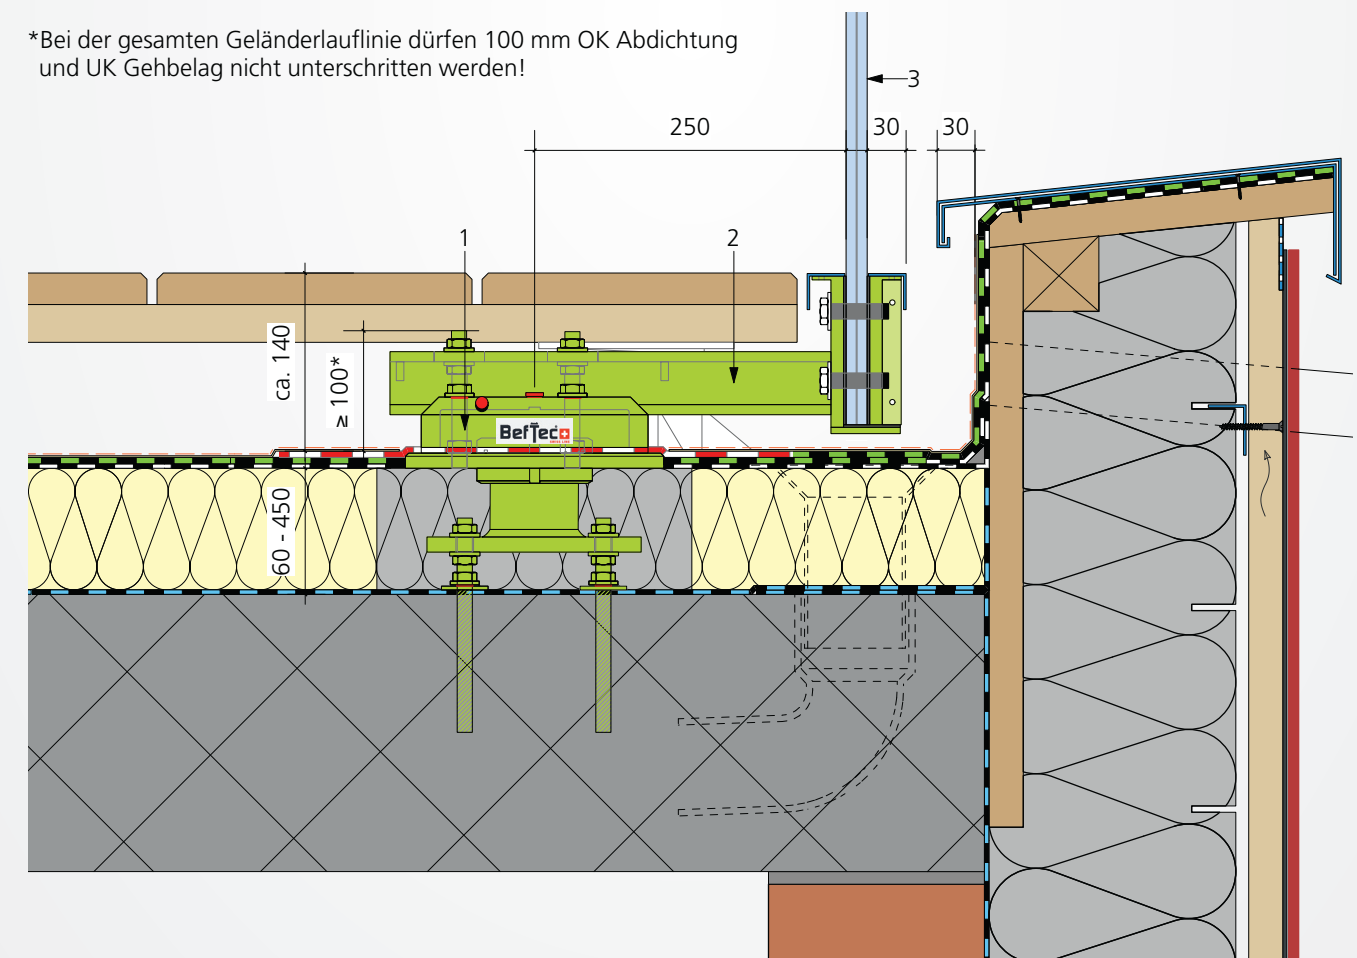 *Bei der gesamten Geländerlauflinie dürfen 100 mm OK Abdichtung
und UK Gehbelag nicht unterschritten werden!
3
250
30
30
1
2
ca. 140
≥ 100*
BefTec
60 - 450